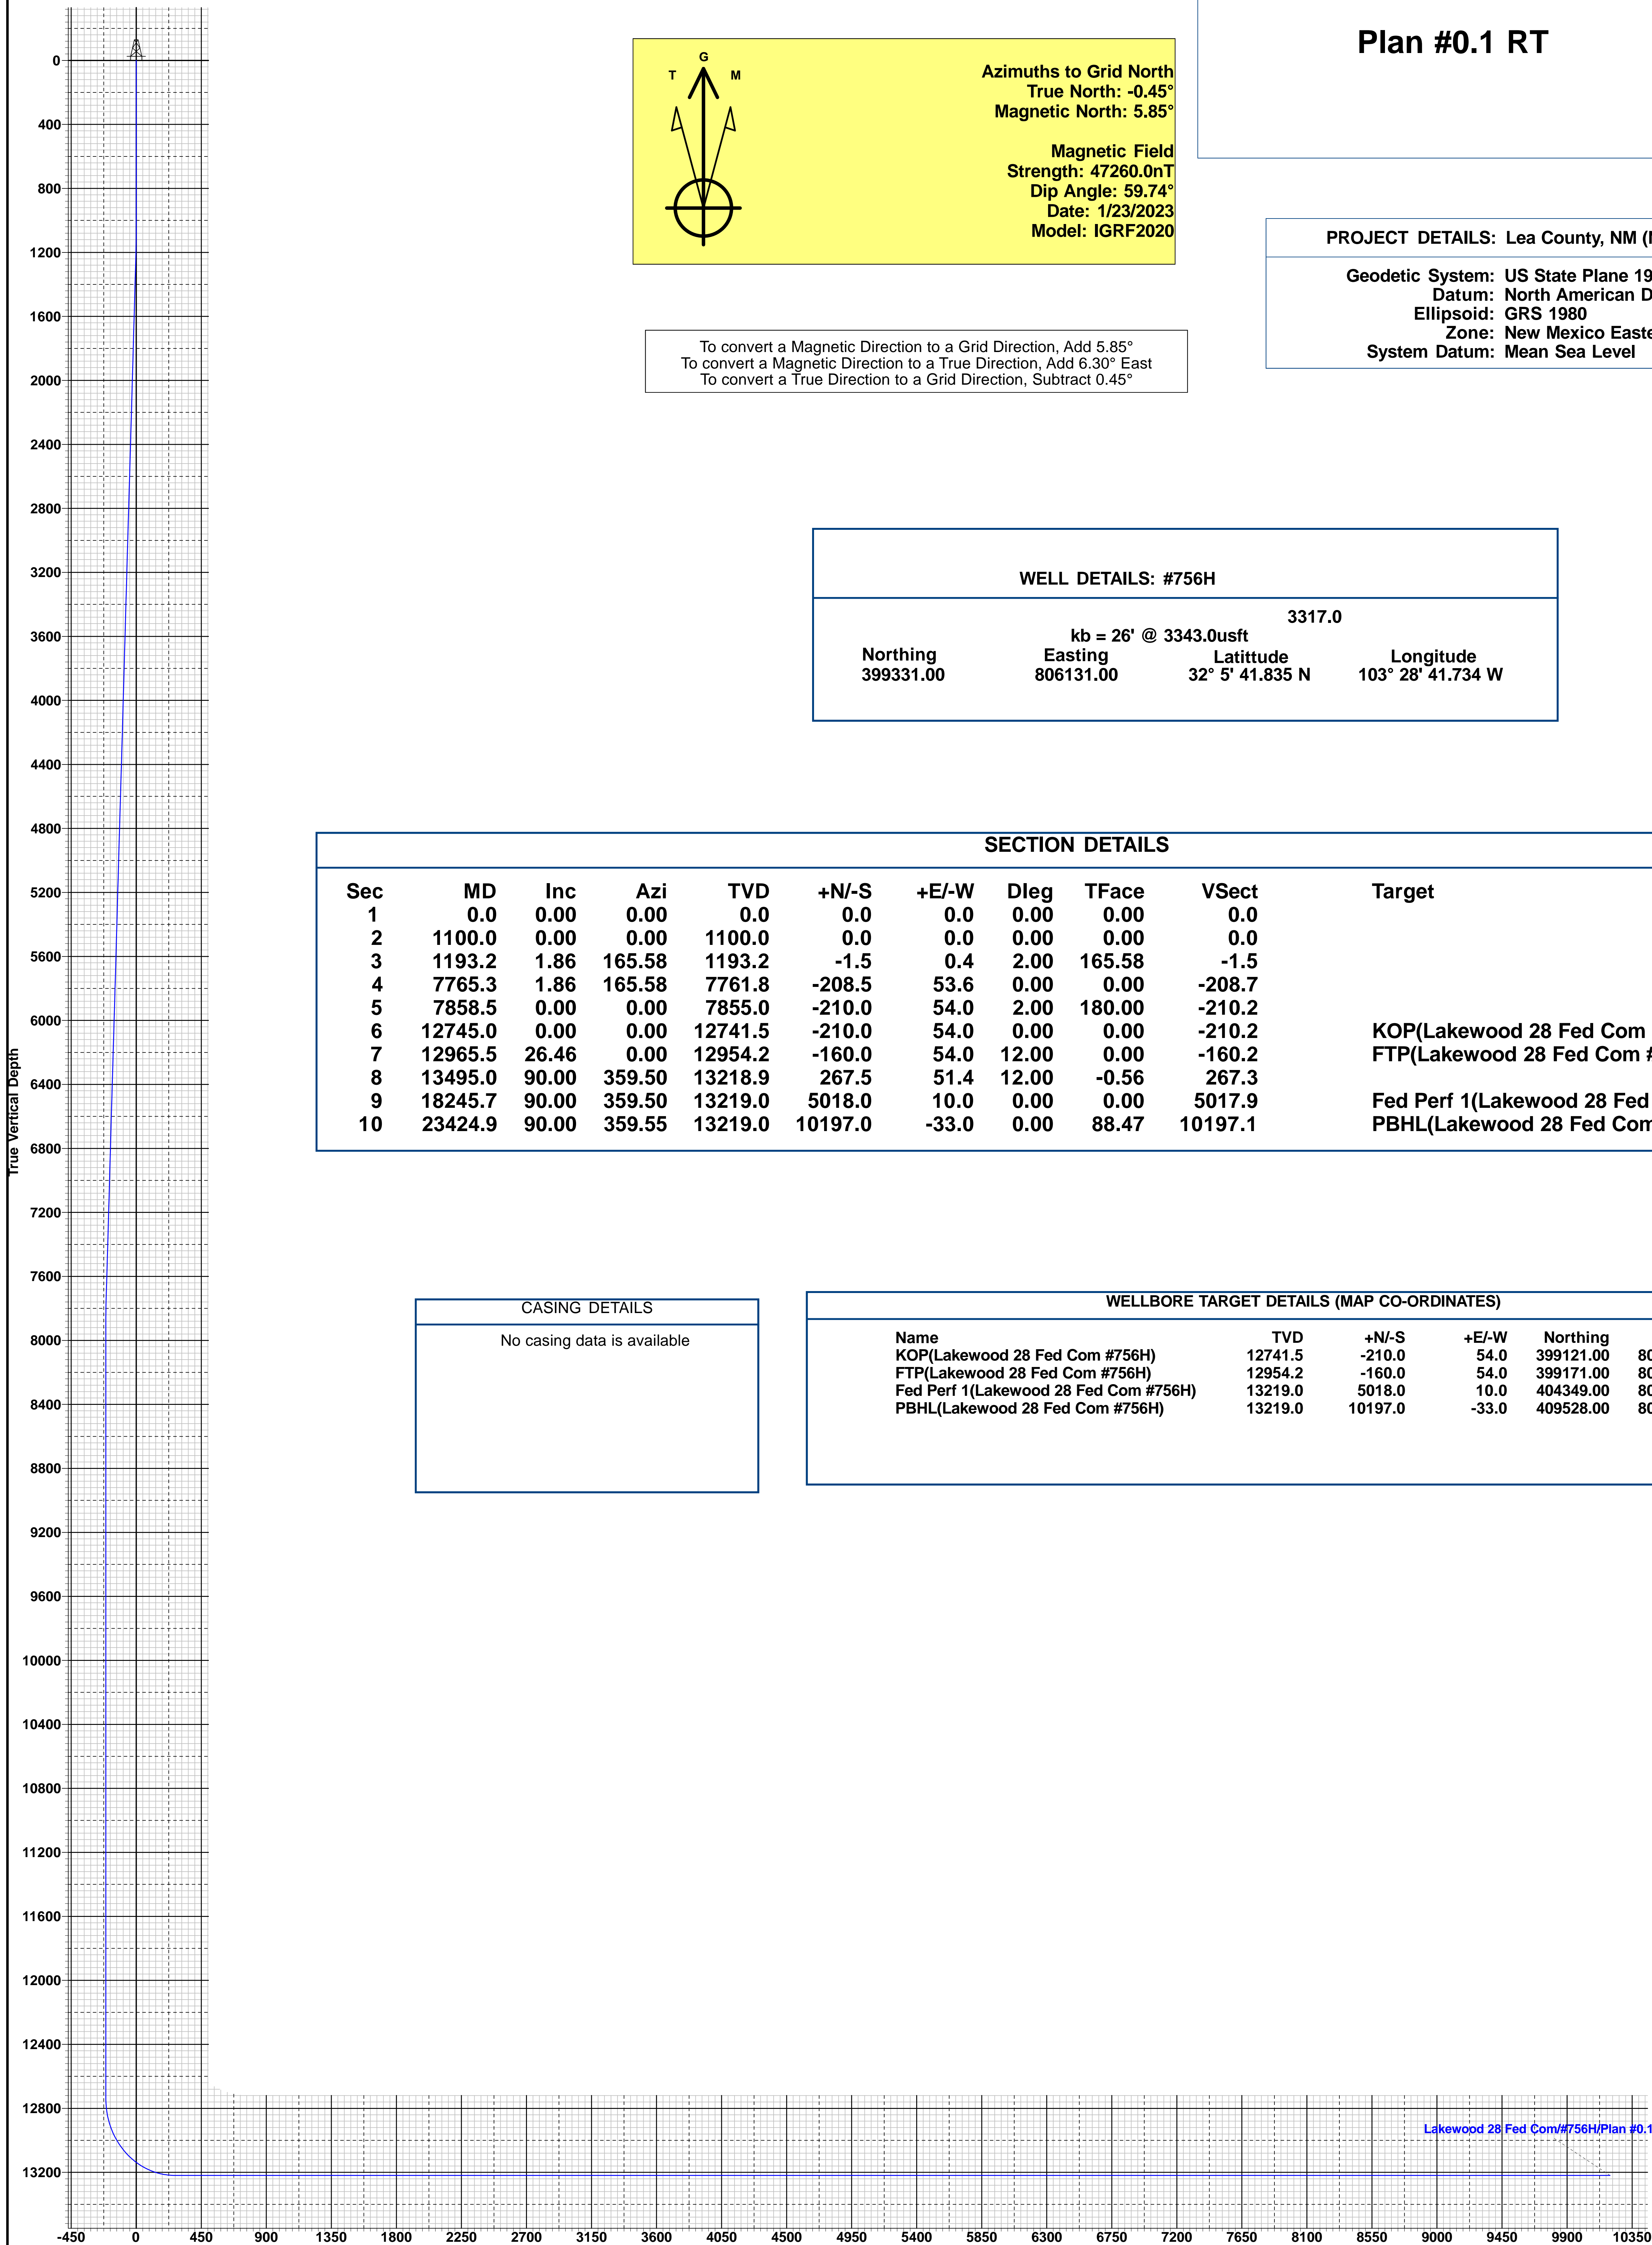 Plan #0.1 RT
G
T M
Azimuths to Grid North
True North: -0.45°
Magnetic North: 5.85°
Magnetic Field
Strength: 47260.0nT
Dip Angle: 59.74°
Date: 1/23/2023
Model: IGRF2020
PROJECT DETAILS: Lea County, NM (
Geodetic System: US State Plane 19
Datum: North American D
Ellipsoid: GRS 1980
Zone: New Mexico Easte
System Datum: Mean Sea Level
To convert a Magnetic Direction to a Grid Direction, Add 5.85°
To convert a Magnetic Direction to a True Direction, Add 6.30° East
To convert a True Direction to a Grid Direction, Subtract 0.45°
WELL DETAILS: #756H
3317.0
kb = 26' @ 3343.0usft
Northing Easting Latittude Longitude
399331.00 806131.00 32° 5' 41.835 N 103° 28' 41.734 W
SECTION DETAILS
Sec MD Inc Azi TVD +N/-S +E/-W Dleg TFace VSect Target
1 0.0 0.00 0.00 0.0 0.0 0.0 0.00 0.00 0.0
2 1100.0 0.00 0.00 1100.0 0.0 0.0 0.00 0.00 0.0
3 1193.2 1.86 165.58 1193.2 -1.5 0.4 2.00 165.58 -1.5
4 7765.3 1.86 165.58 7761.8 -208.5 53.6 0.00 0.00 -208.7
5 7858.5 0.00 0.00 7855.0 -210.0 54.0 2.00 180.00 -210.2
6 12745.0 0.00 0.00 12741.5 -210.0 54.0 0.00 0.00 -210.2 KOP(Lakewood 28 Fed Com
7 12965.5 26.46 0.00 12954.2 -160.0 54.0 12.00 0.00 -160.2 FTP(Lakewood 28 Fed Com #
8 13495.0 90.00 359.50 13218.9 267.5 51.4 12.00 -0.56 267.3
9 18245.7 90.00 359.50 13219.0 5018.0 10.0 0.00 0.00 5017.9 Fed Perf 1(Lakewood 28 Fed
10 23424.9 90.00 359.55 13219.0 10197.0 -33.0 0.00 88.47 10197.1 PBHL(Lakewood 28 Fed Com
CASING DETAILS
No casing data is available
WELLBORE TARGET DETAILS (MAP CO-ORDINATES)
Name TVD +N/-S +E/-W Northing
KOP(Lakewood 28 Fed Com #756H) 12741.5 -210.0 54.0 399121.00 80
FTP(Lakewood 28 Fed Com #756H) 12954.2 -160.0 54.0 399171.00 80
Fed Perf 1(Lakewood 28 Fed Com #756H) 13219.0 5018.0 10.0 404349.00 80
PBHL(Lakewood 28 Fed Com #756H) 13219.0 10197.0 -33.0 409528.00 80
True Vertical Depth
0
400
800
1200
1600
2000
2400
2800
3200
3600
4000
4400
4800
5200
5600
6000
6400
6800
7200
7600
8000
8400
8800
9200
9600
10000
10400
10800
11200
11600
12000
12400
12800
13200
Lakewood 28 Fed Com/#756H/Plan #0.1
-450 0 450 900 1350 1800 2250 2700 3150 3600 4050 4500 4950 5400 5850 6300 6750 7200 7650 8100 8550 9000 9450 9900 10350